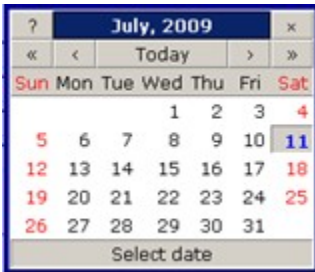 ? July, 2009 ×
« ‹ Today › »
Sun Mon Tue Wed Thu Fri Sat
1 2 3 4
5 6 7 8 9 10 11
12 13 14 15 16 17 18
19 20 21 22 23 24 25
26 27 28 29 30 31
Select date